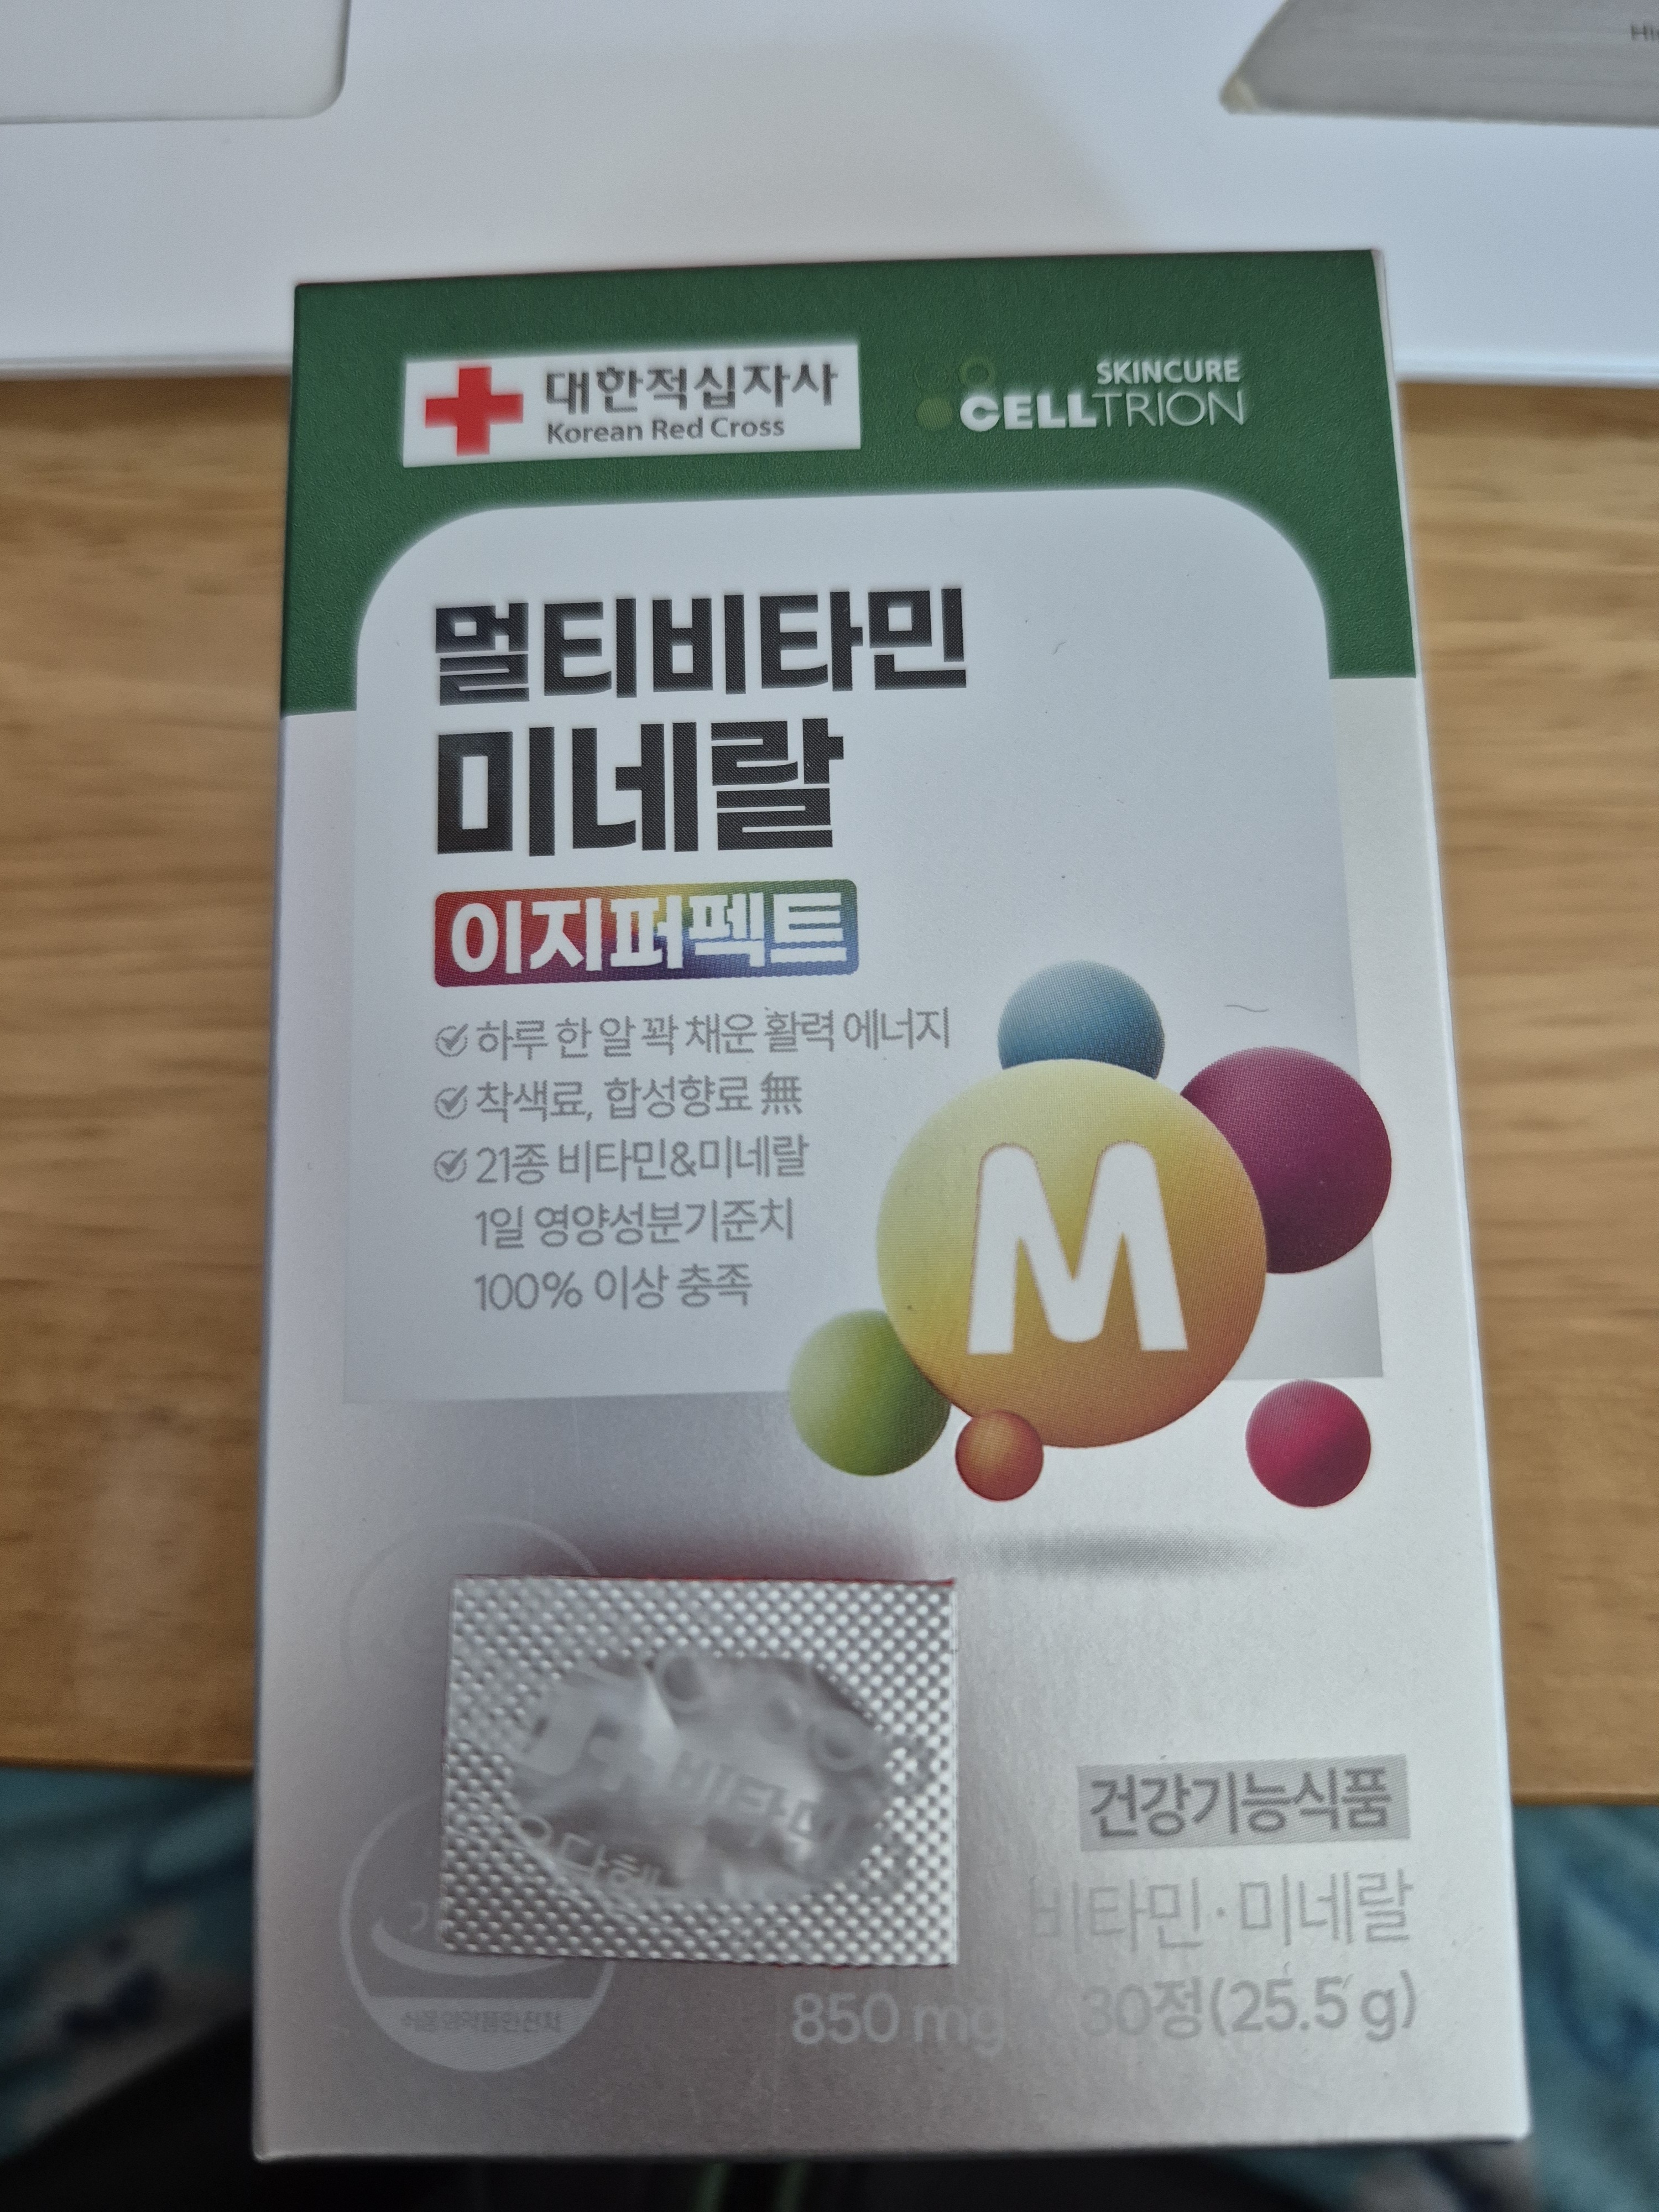 대한적십자사
Korean Red Cross
SKINCURE
CELLTRION
멀티비타민
미네랄
이지퍼펙트
하루 한 알 꽉 채운 활력 에너지
착색료, 합성향료 無
21종 비타민&미네랄
1일 영양성분기준치
100% 이상 충족
M
비타민
건강기능식품
비타민·미네랄
850 mg
30정(25.5 g)